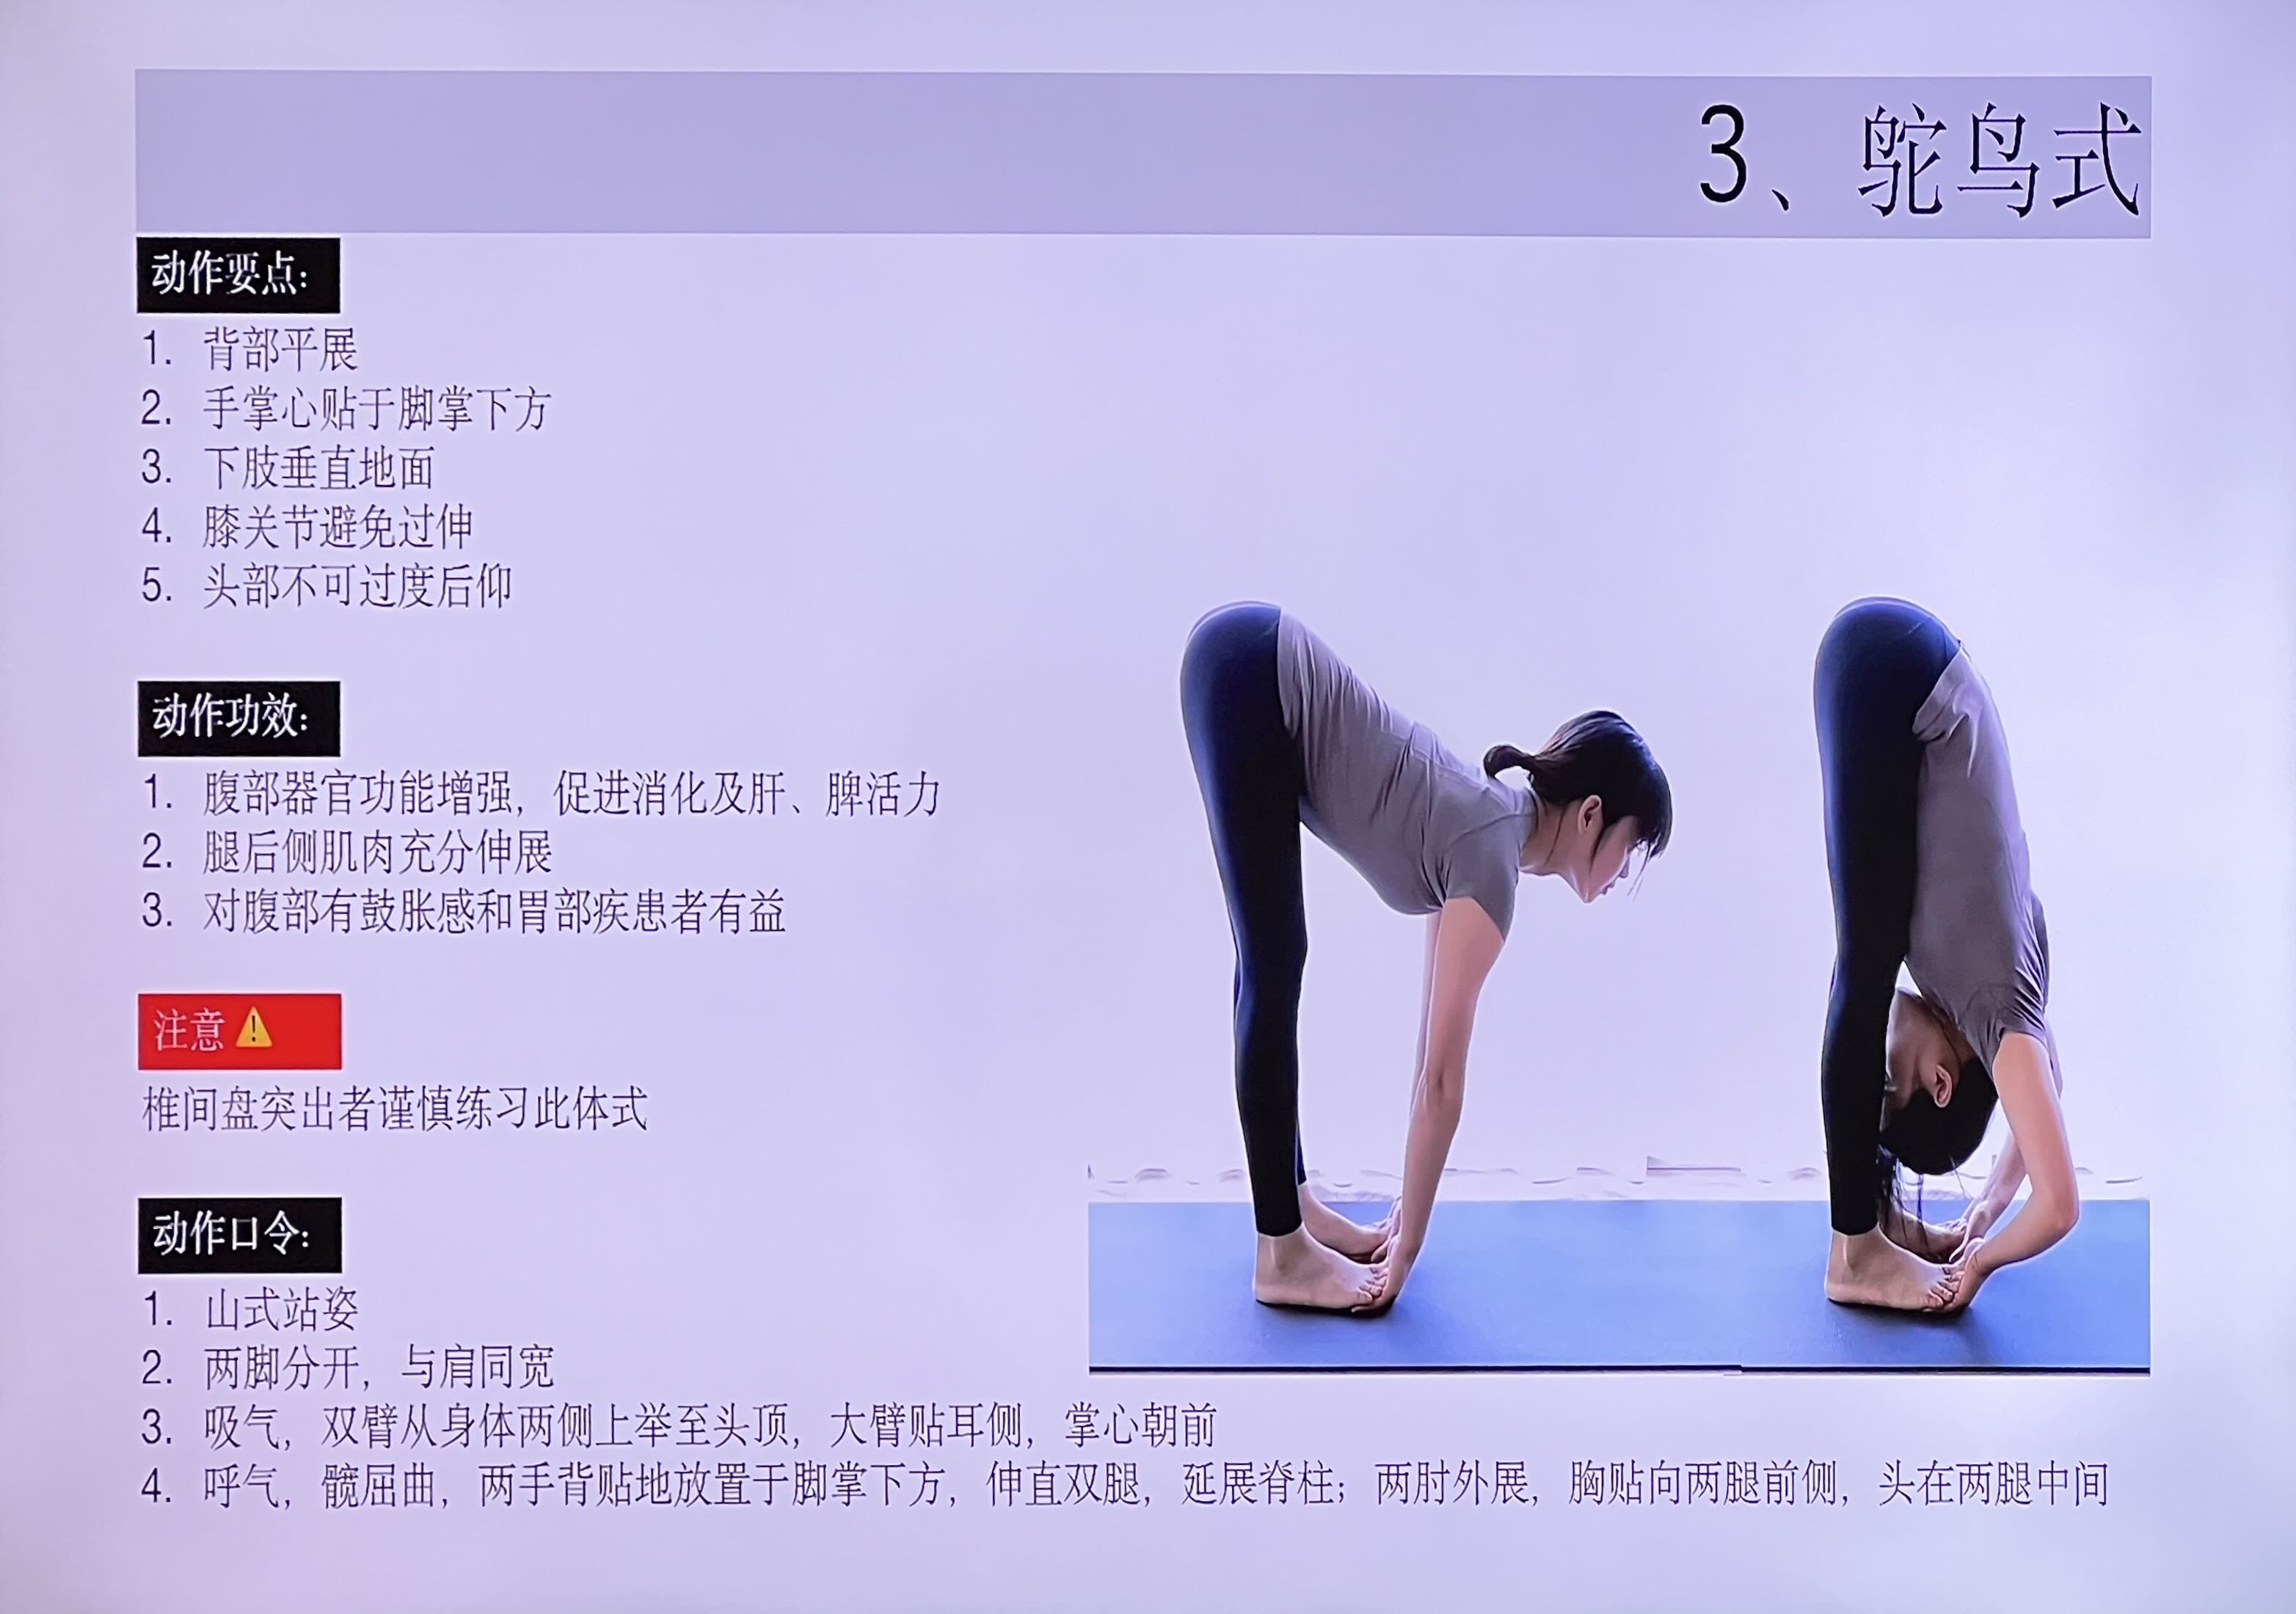 3、鸵鸟式
动作要点:
1. 背部平展
2. 手掌心贴于脚掌下方
3. 下肢垂直地面
4. 膝关节避免过伸
5. 头部不可过度后仰
动作功效:
1. 腹部器官功能增强，促进消化及肝、脾活力
2. 腿后侧肌肉充分伸展
3. 对腹部有鼓胀感和胃部疾患者有益
注意⚠️
椎间盘突出者谨慎练习此体式
动作口令:
1. 山式站姿
2. 两脚分开，与肩同宽
3. 吸气，双臂从身体两侧上举至头顶，大臂贴耳侧，掌心朝前
4. 呼气，髋屈曲，两手背贴地放置于脚掌下方，伸直双腿，延展脊柱；两肘外展，胸贴向两腿前侧，头在两腿中间